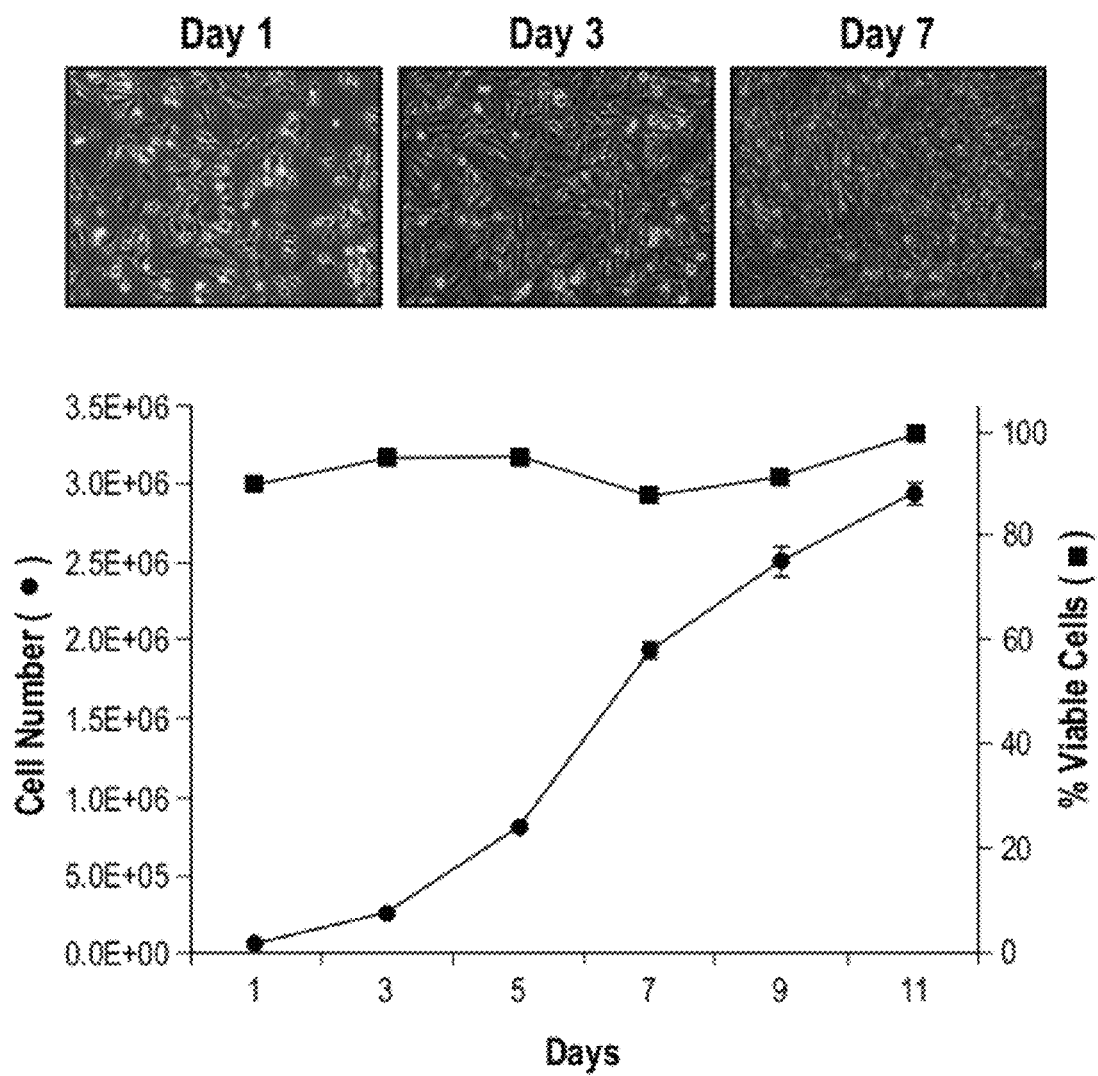 Day 1
Day 3
Day 7
3.5E+06
3.0E+06
2.5E+06
2.0E+06
1.5E+06
1.0E+06
5.0E+05
0.0E+00
Cell Number ( ● )
100
80
60
40
20
0
% Viable Cells ( ■ )
1 3 5 7 9 11
Days